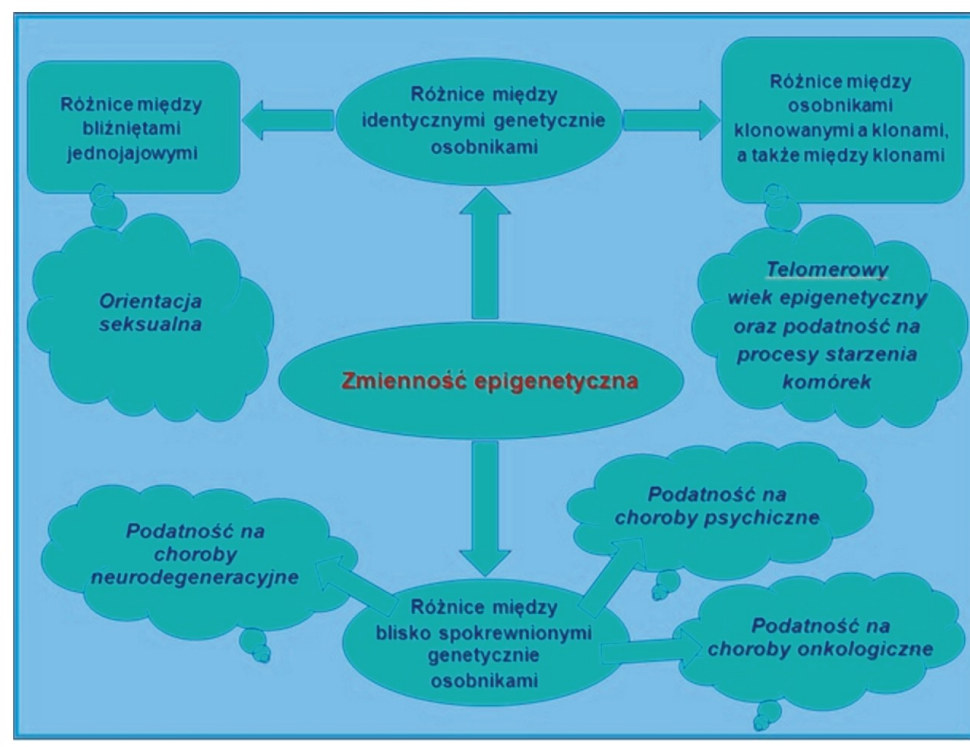 Różnice między
bliźniętami
jednojajowymi
Różnice między
identycznymi genetycznie
osobnikami
Różnice między
osobnikami
klonowanymi a klonami,
a także między klonami
Orientacja
seksualna
Telomerowy
wiek epigenetyczny
oraz podatność na
procesy starzenia
komórek
Zmienność epigenetyczna
Podatność na
choroby
neurodegeneracyjne
Podatność na
choroby psychiczne
Różnice między
blisko spokrewnionymi
genetycznie
osobnikami
Podatność na
choroby onkologiczne